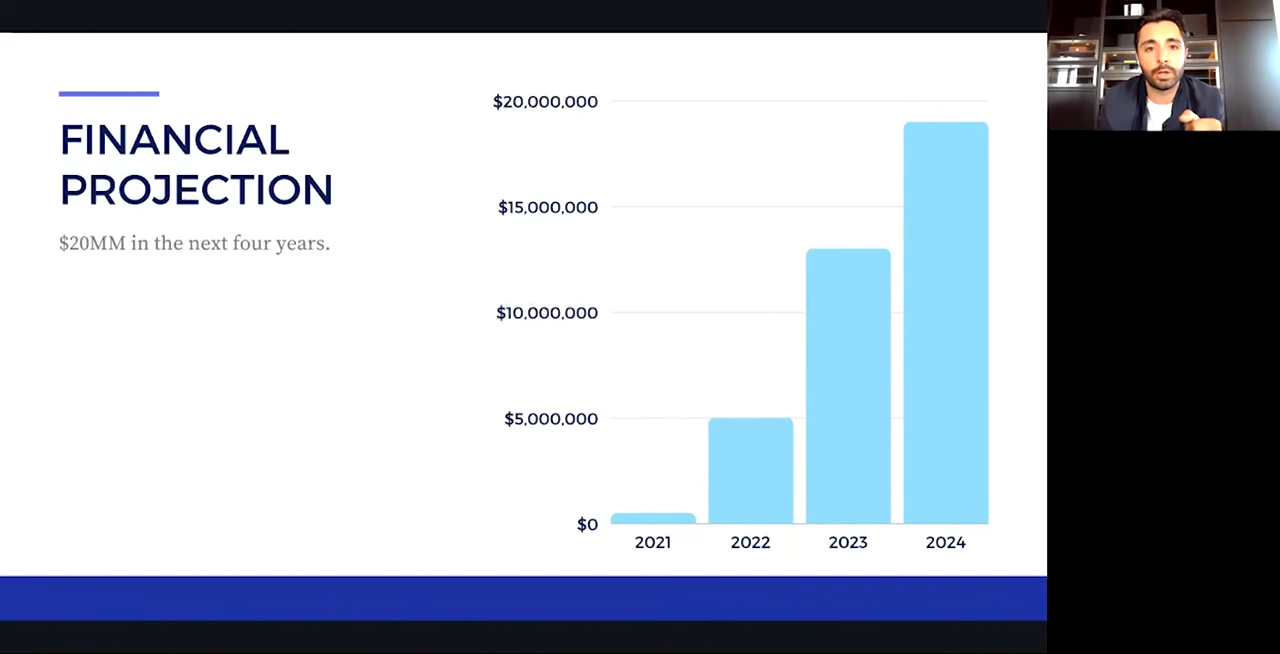 FINANCIAL
PROJECTION
$20MM in the next four years.
$20,000,000
$15,000,000
$10,000,000
$5,000,000
$0
2021 2022 2023 2024